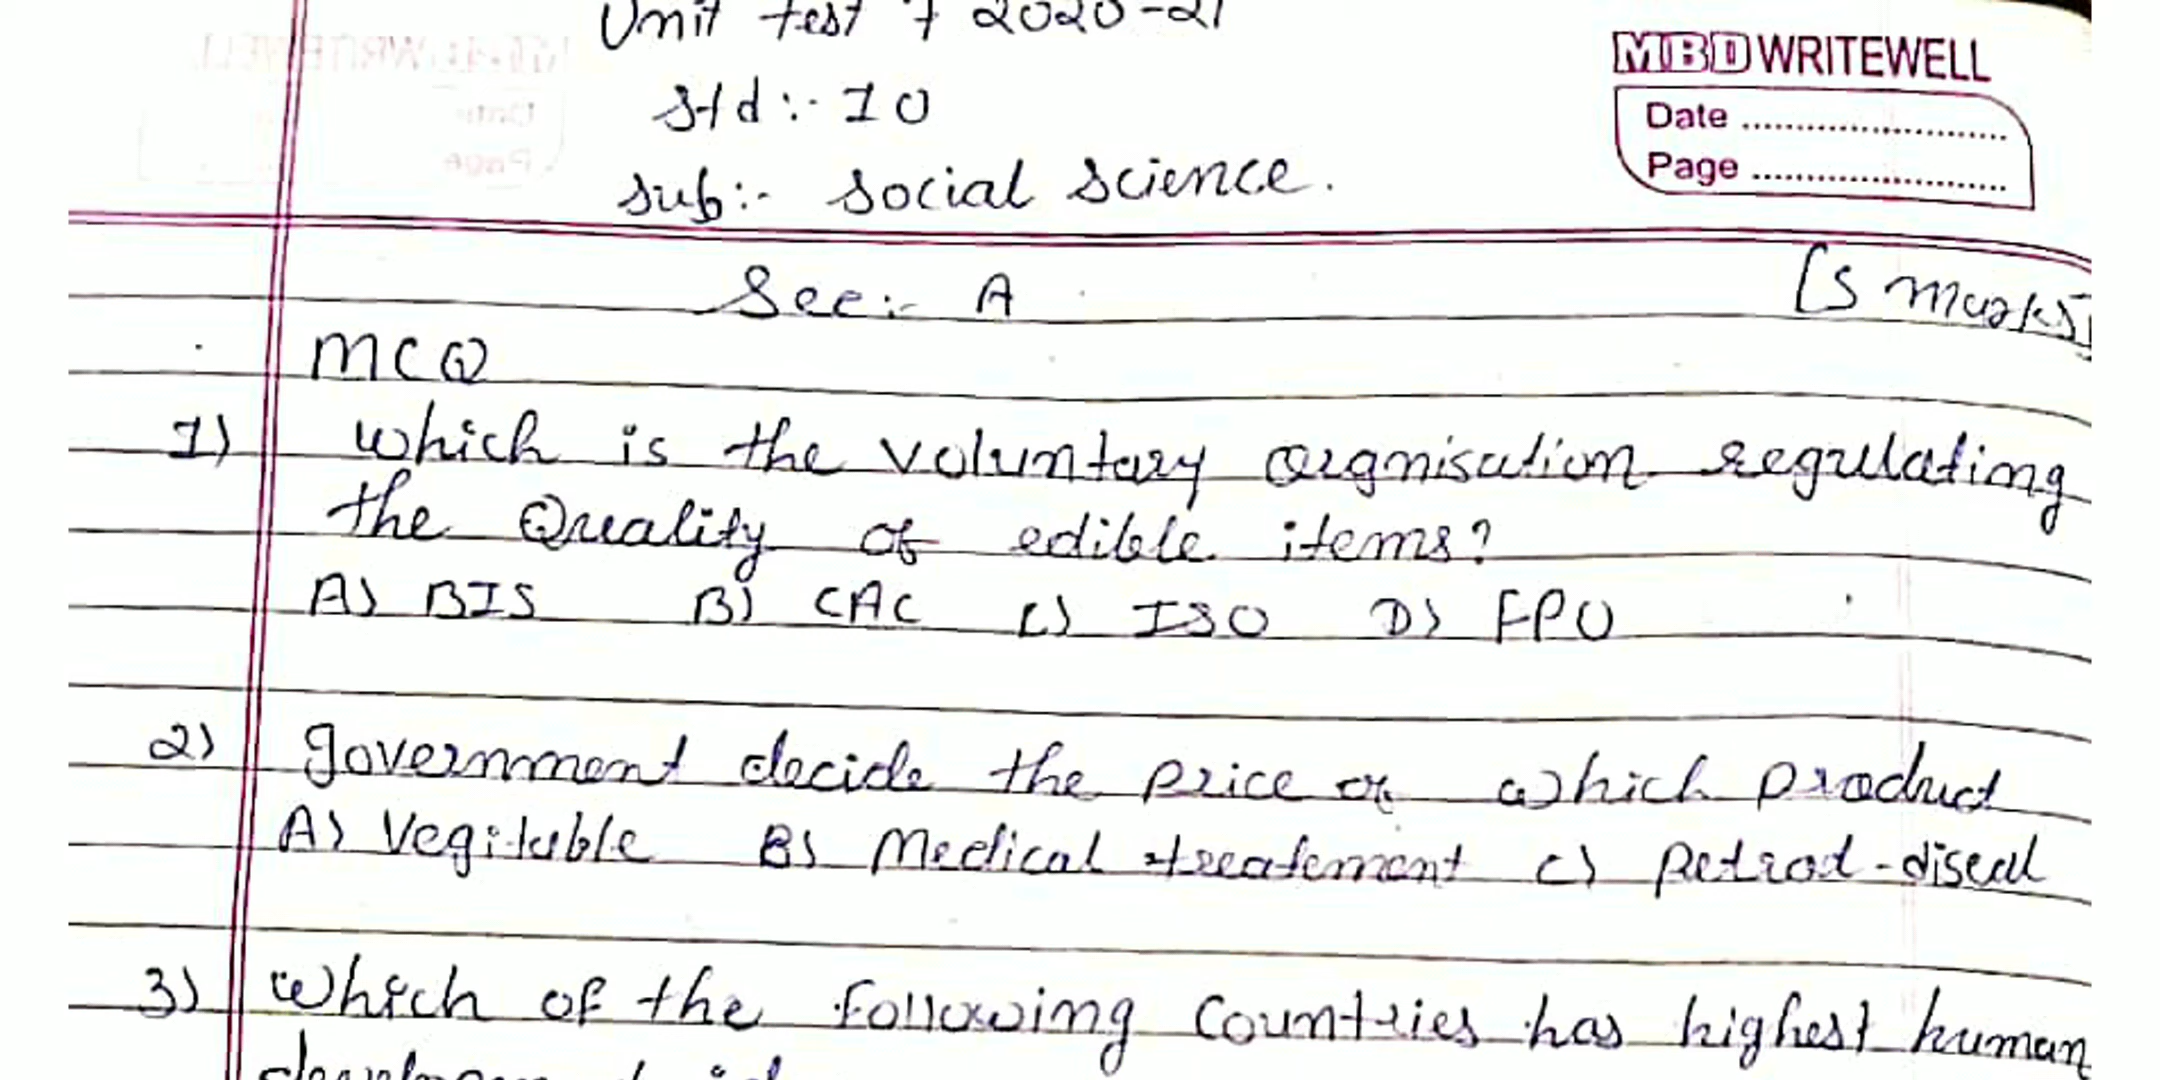 Unit test 7 2020-21
MBD WRITEWELL
Std :- 10
Date
Sub:- Social Science.
Page
Sec:- A
[5 marks]
MCQ
1) which is the voluntary orgnisation regulating
the Quality of edible items?
A) BIS B) CAC C) ISO D) FPO
2) government decide the price of which product
A) Vegitable B) Medical treatement C) Petrod-diseal
3) Which of the following Countries has highest human